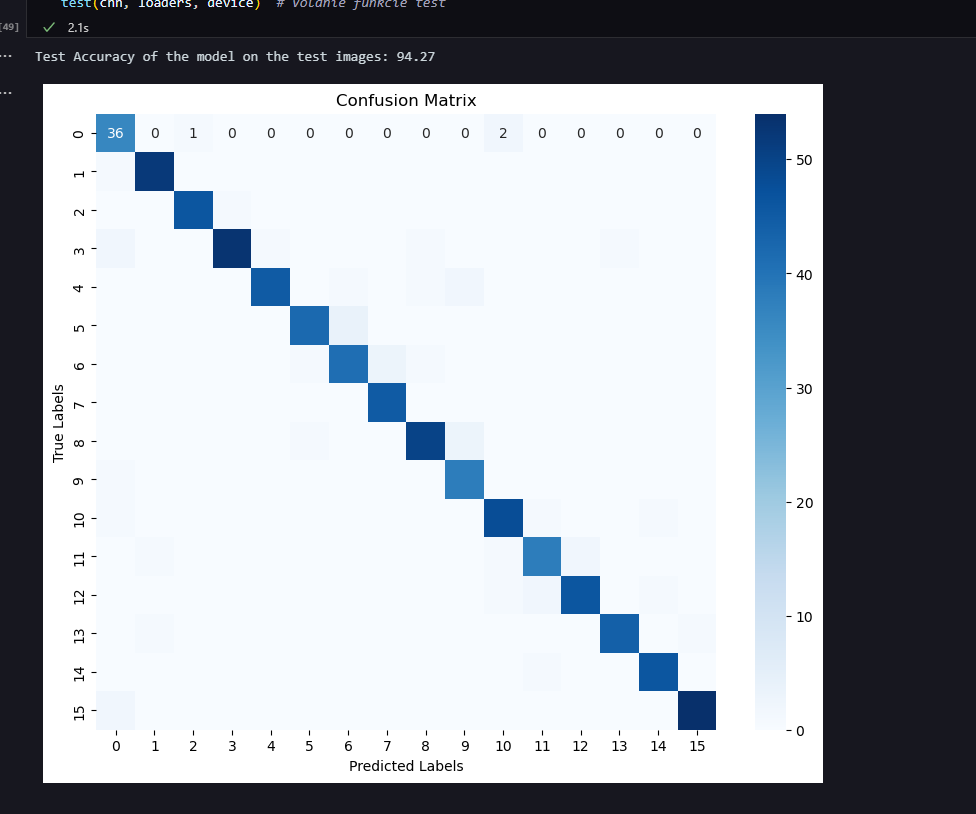 test(cnn, loaders, device) # Volanie funkcie test
[49]
2.1s
Test Accuracy of the model on the test images: 94.27
Confusion Matrix
0 36 0 1 0 0 0 0 0 0 0 2 0 0 0 0 0
1
2
3
4
5
6
7
8
9
10
11
12
13
14
15
True Labels
0 1 2 3 4 5 6 7 8 9 10 11 12 13 14 15
Predicted Labels
50
40
30
20
10
0